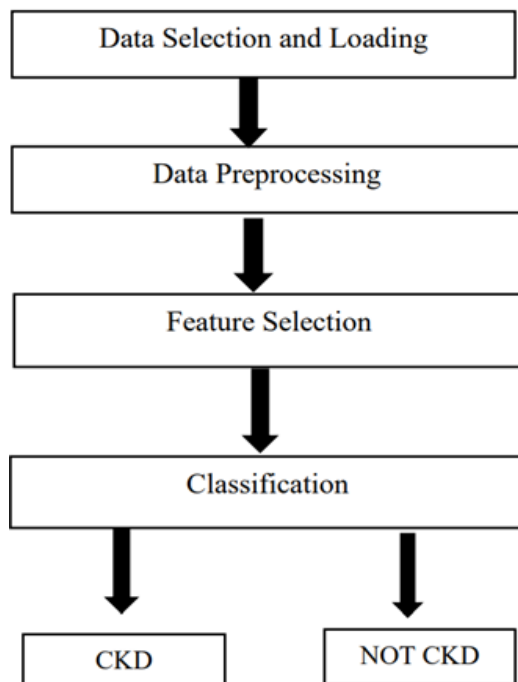 Data Selection and Loading
Data Preprocessing
Feature Selection
Classification
CKD
NOT CKD